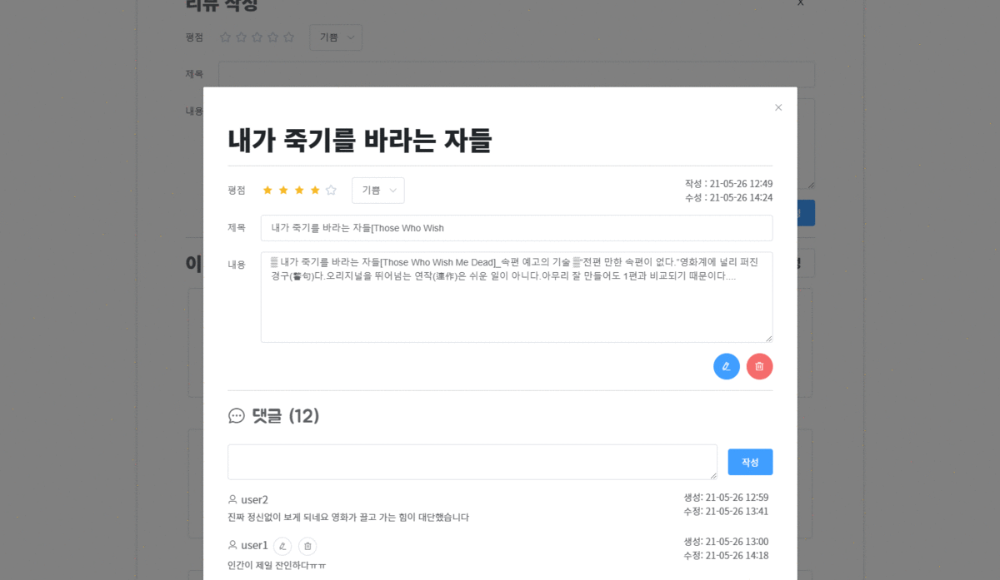 리뷰 작성
X
평점
기쁨
제목
내용
내가 죽기를 바라는 자들
평점
기쁨
작성 : 21-05-26 12:49
수성 : 21-05-26 14:24
제목
내가 죽기를 바라는 자들[Those Who Wish
내용
▒ 내가 죽기를 바라는 자들[Those Who Wish Me Dead]_속편 예고의 기술 ▒“전편 만한 속편이 없다.”영화계에 널리 퍼진
경구(警句)다.오리지널을 뛰어넘는 연작(連作)은 쉬운 일이 아니다.아무리 잘 만들어도 1편과 비교되기 때문이다....
댓글 (12)
작성
user2
생성: 21-05-26 12:59
수정: 21-05-26 13:41
진짜 정신없이 보게 되네요 영화가 끌고 가는 힘이 대단했습니다
user1
생성: 21-05-26 13:00
수정: 21-05-26 14:18
인간이 제일 잔인하다ㅠㅠ